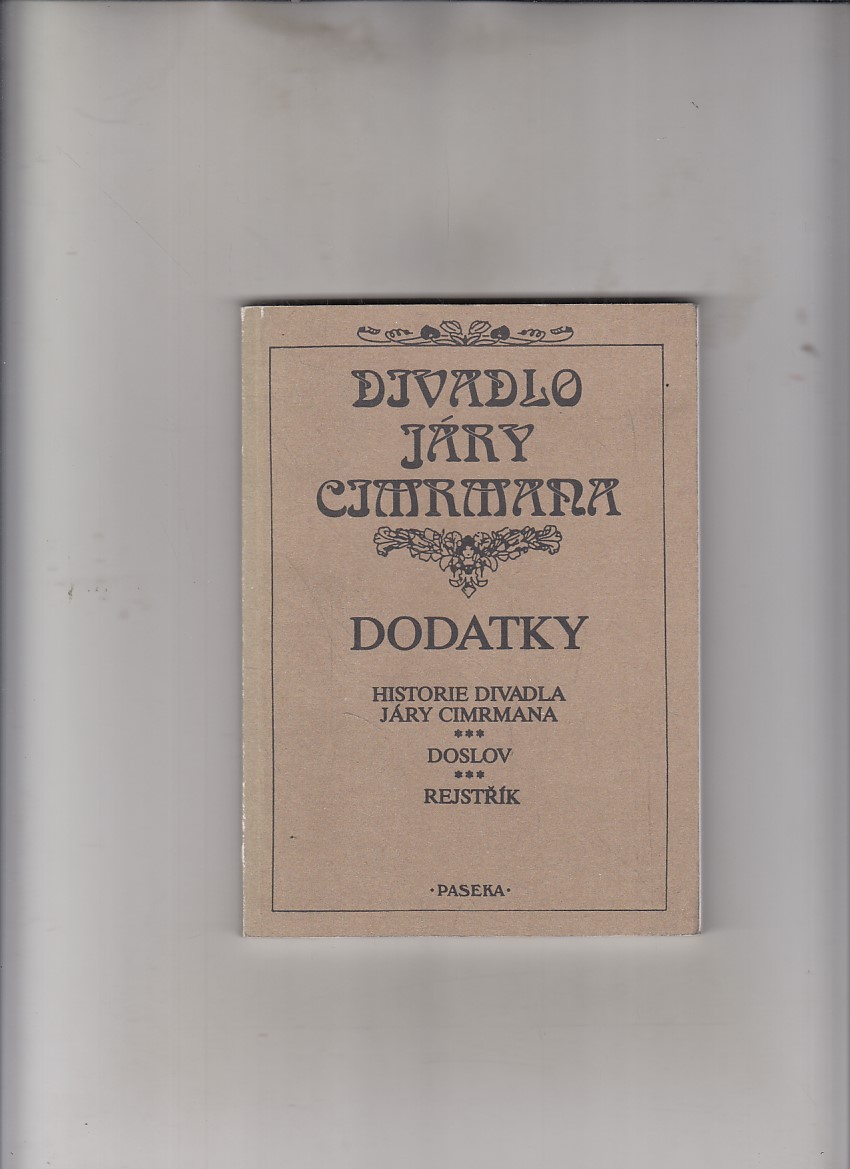 DIVADLO
JÁRY
CIMRMANA
DODATKY
HISTORIE DIVADLA
JÁRY CIMRMANA
***
DOSLOV
***
REJSTŘÍK
·PASEKA·